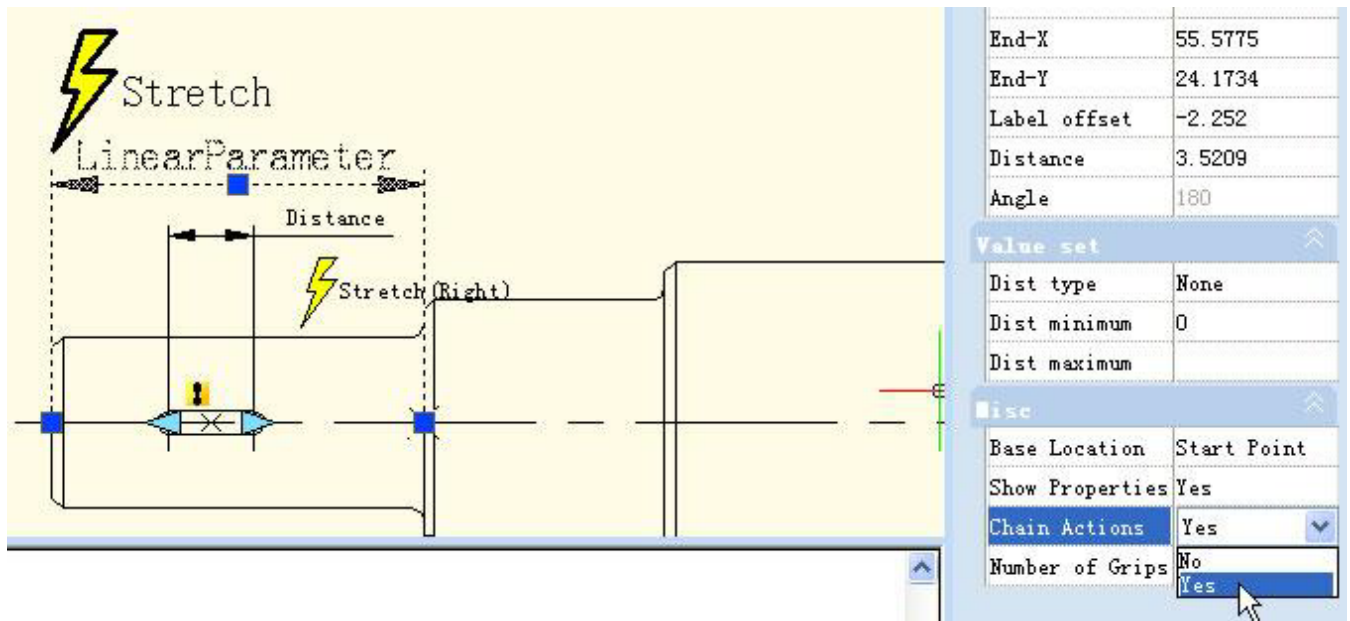 Stretch
LinearParameter
Distance
Stretch(Right)
End-X 55.5775
End-Y 24.1734
Label offset -2.252
Distance 3.5209
Angle 180
Value set
Dist type None
Dist minimum 0
Dist maximum
Misc
Base Location Start Point
Show Properties Yes
Chain Actions Yes
Number of Grips No
Yes